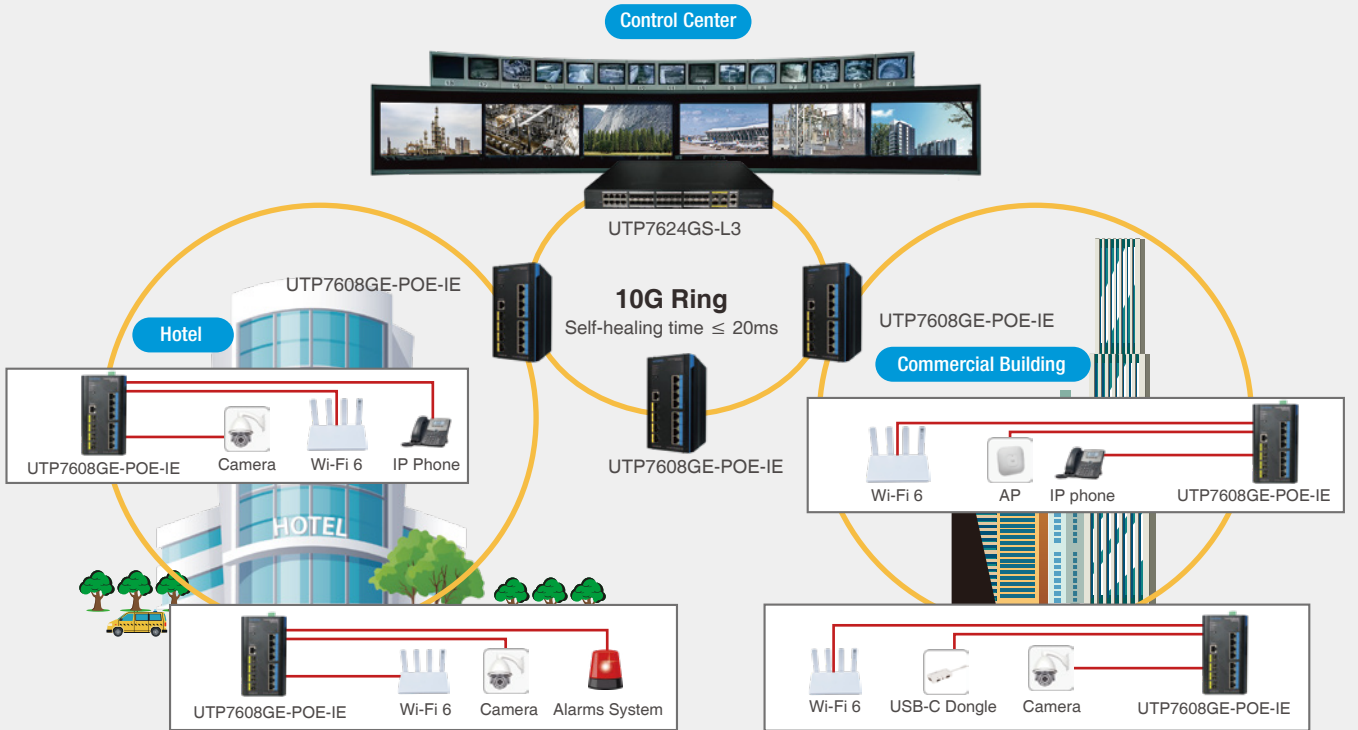 Control Center
UTP7624GS-L3
UTP7608GE-POE-IE
10G Ring
Self-healing time ≤ 20ms
UTP7608GE-POE-IE
Hotel
Commercial Building
UTP7608GE-POE-IE
UTP7608GE-POE-IE
Camera
Wi-Fi 6
IP Phone
Wi-Fi 6
AP
IP phone
UTP7608GE-POE-IE
HOTEL
UTP7608GE-POE-IE
Wi-Fi 6
Camera
Alarms System
Wi-Fi 6
USB-C Dongle
Camera
UTP7608GE-POE-IE